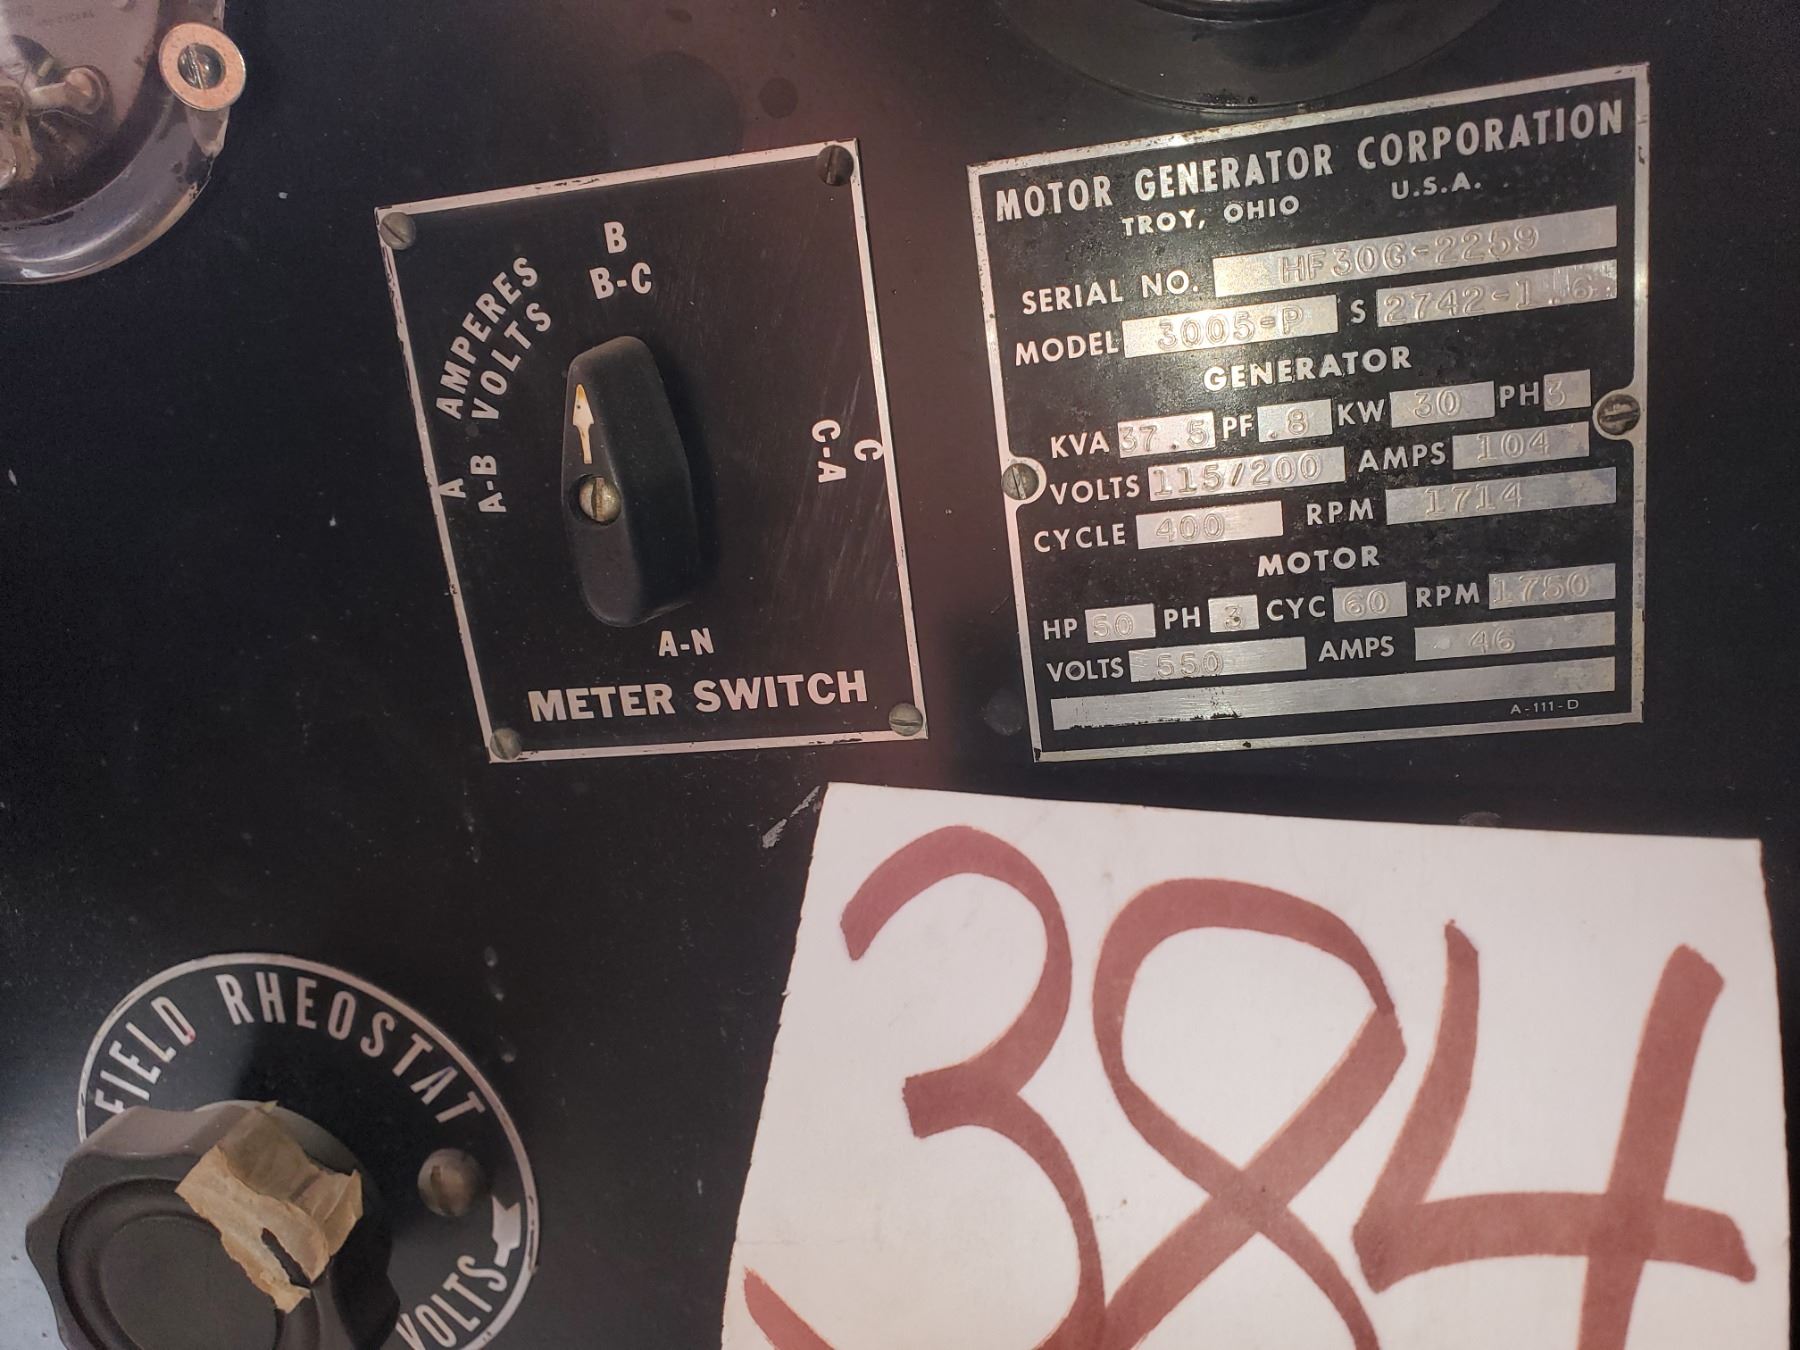 B
B-C
AMPERES
A-B VOLTS
A
C
C-A
A-N
METER SWITCH
MOTOR GENERATOR CORPORATION
TROY, OHIO U.S.A.
SERIAL NO. HF30G-2259
MODEL 3005-P S 2742-1.6
GENERATOR
KVA 37.5 PF .8 KW 30 PH 3
VOLTS 115/200 AMPS 104
CYCLE 400 RPM 1714
MOTOR
HP 50 PH 3 CYC 60 RPM 1750
VOLTS 550 AMPS 46
A-111-D
FIELD RHEOSTAT
VOLTS
384